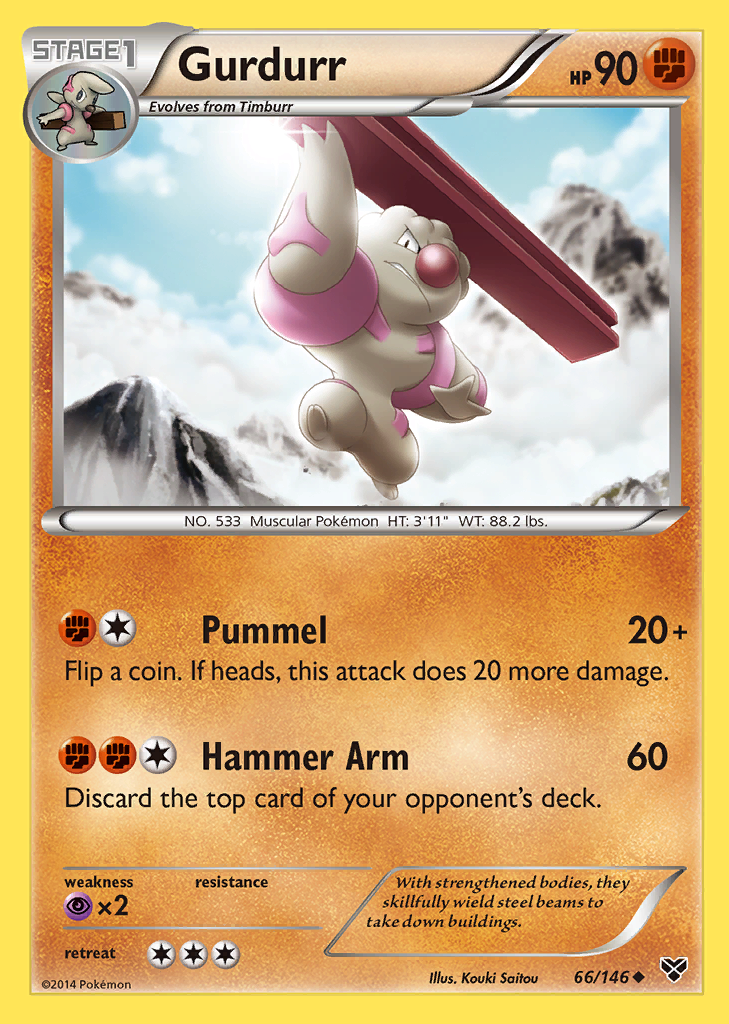 STAGE1
Gurdurr
HP 90
Evolves from Timburr
NO. 533 Muscular Pokémon HT: 3'11" WT: 88.2 lbs.
Pummel 20+
Flip a coin. If heads, this attack does 20 more damage.
Hammer Arm 60
Discard the top card of your opponent's deck.
weakness resistance
×2
With strengthened bodies, they
skillfully wield steel beams to
take down buildings.
retreat
©2014 Pokémon
Illus. Kouki Saitou
66/146